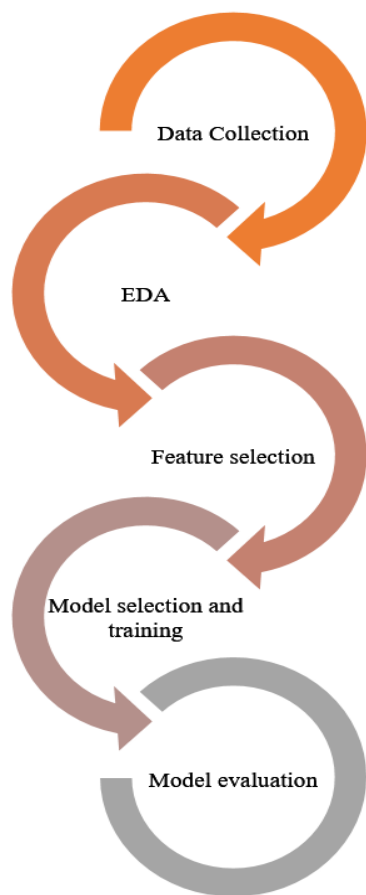 Data Collection
EDA
Feature selection
Model selection and
training
Model evaluation